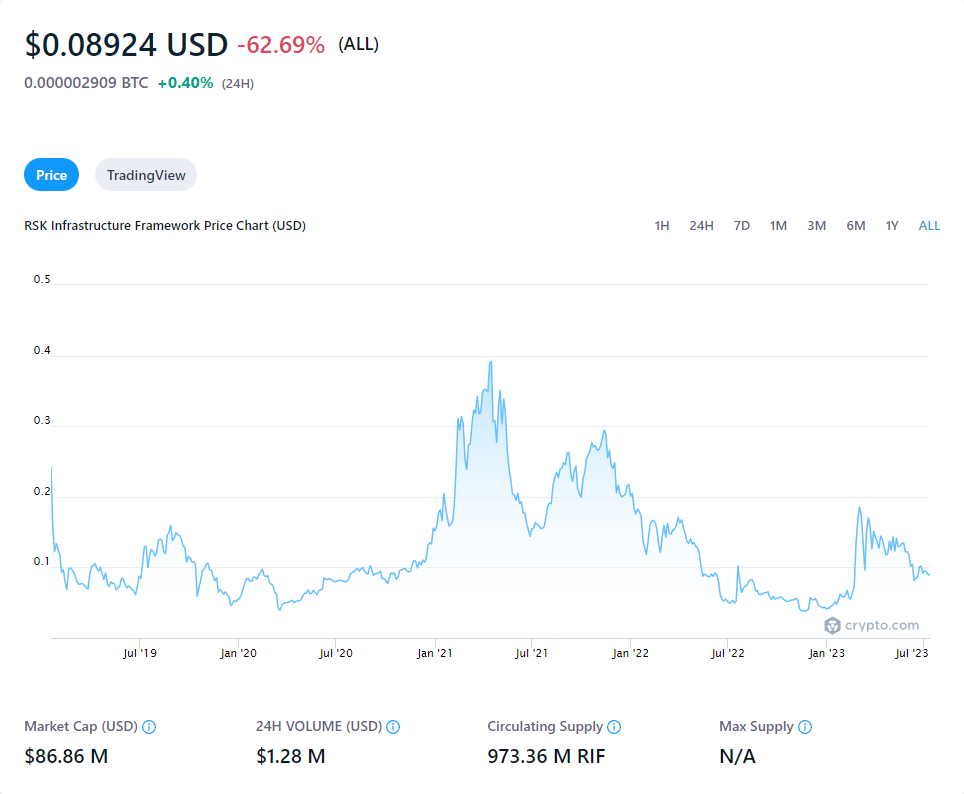 $0.08924 USD -62.69% (ALL)
0.000002909 BTC +0.40% (24H)
Price TradingView
RSK Infrastructure Framework Price Chart (USD) 1H 24H 7D 1M 3M 6M 1Y ALL
0.5
0.4
0.3
0.2
0.1
crypto.com
Jul '19 Jan '20 Jul '20 Jan '21 Jul '21 Jan '22 Jul '22 Jan '23 Jul '23
Market Cap (USD) 24H VOLUME (USD) Circulating Supply Max Supply
$86.86 M $1.28 M 973.36 M RIF N/A